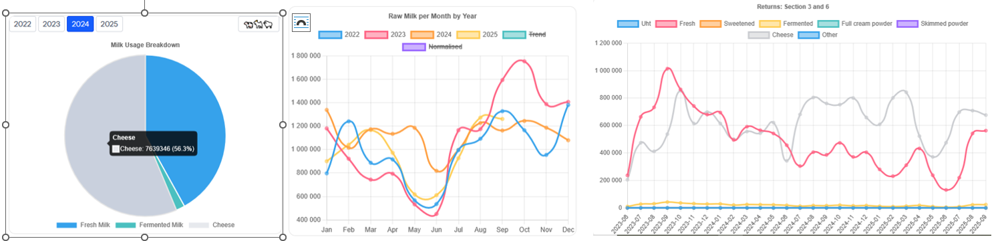 2022 2023 2024 2025
Milk Usage Breakdown
Cheese
Cheese: 7639346 (56.3%)
Fresh Milk Fermented Milk Cheese
Raw Milk per Month by Year
2022 2023 2024 2025 Trend
Normalised
1 800 000
1 600 000
1 400 000
1 200 000
1 000 000
800 000
600 000
400 000
Jan Feb Mar Apr May Jun Jul Aug Sep Oct Nov Dec
Returns: Section 3 and 6
Uht Fresh Sweetened Fermented Full cream powder Skimmed powder
Cheese Other
1 200 000
1 000 000
800 000
600 000
400 000
200 000
0
2023-06 2023-07 2023-08 2023-09 2023-10 2023-11 2023-12 2024-01 2024-02 2024-03 2024-04 2024-05 2024-06 2024-07 2024-08 2024-09 2024-10 2024-11 2024-12 2025-01 2025-02 2025-03 2025-04 2025-05 2025-06 2025-07 2025-08 2025-09